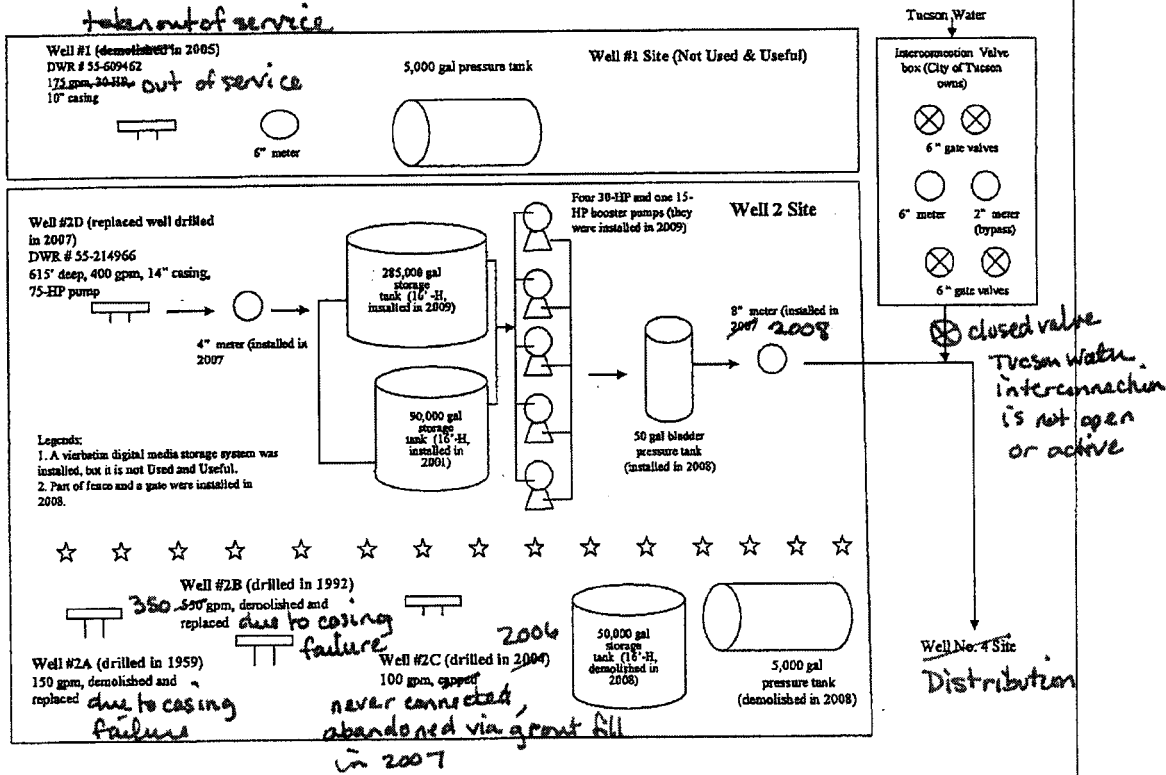 taken out of service
Well #1 (demolished in 2005)
DWR # 55-609462
175 gpm, 30-HP, out of service
10" casing
6" meter
5,000 gal pressure tank
Well #1 Site (Not Used & Useful)
Tucson Water
Interconnection Valve
box (City of Tucson
owns)
6" gate valves
6" meter
2" meter
(bypass)
6" gate valves
closed valve
Tucson Water
interconnection
is not open
or active
Well #2D (replaced well drilled
in 2007)
DWR # 55-214966
615' deep, 400 gpm, 14" casing,
75-HP pump
4" meter (installed in
2007
285,000 gal
storage
tank (16'-H,
installed in
2009)
90,000 gal
storage
tank (16'-H,
installed in
2001)
Four 30-HP and one 15-
HP booster pumps (they
were installed in 2009)
Well 2 Site
50 gal bladder
pressure tank
(installed in 2008)
8" meter (installed in
2007 2008
Legends:
1. A vierbatim digital media storage system was
installed, but it is not Used and Useful.
2. Part of fence and a gate were installed in
2008.
Well #2B (drilled in 1992)
350 550 gpm, demolished and
replaced due to casing
failure
Well #2A (drilled in 1959)
150 gpm, demolished and
replaced due to casing
failure
2006
Well #2C (drilled in 2004)
100 gpm, capped
never connected,
abandoned via grout fill
in 2007
50,000 gal
storage
tank (16'-H,
demolished in
2008)
5,000 gal
pressure tank
(demolished in 2008)
Well No. 4 Site
Distribution